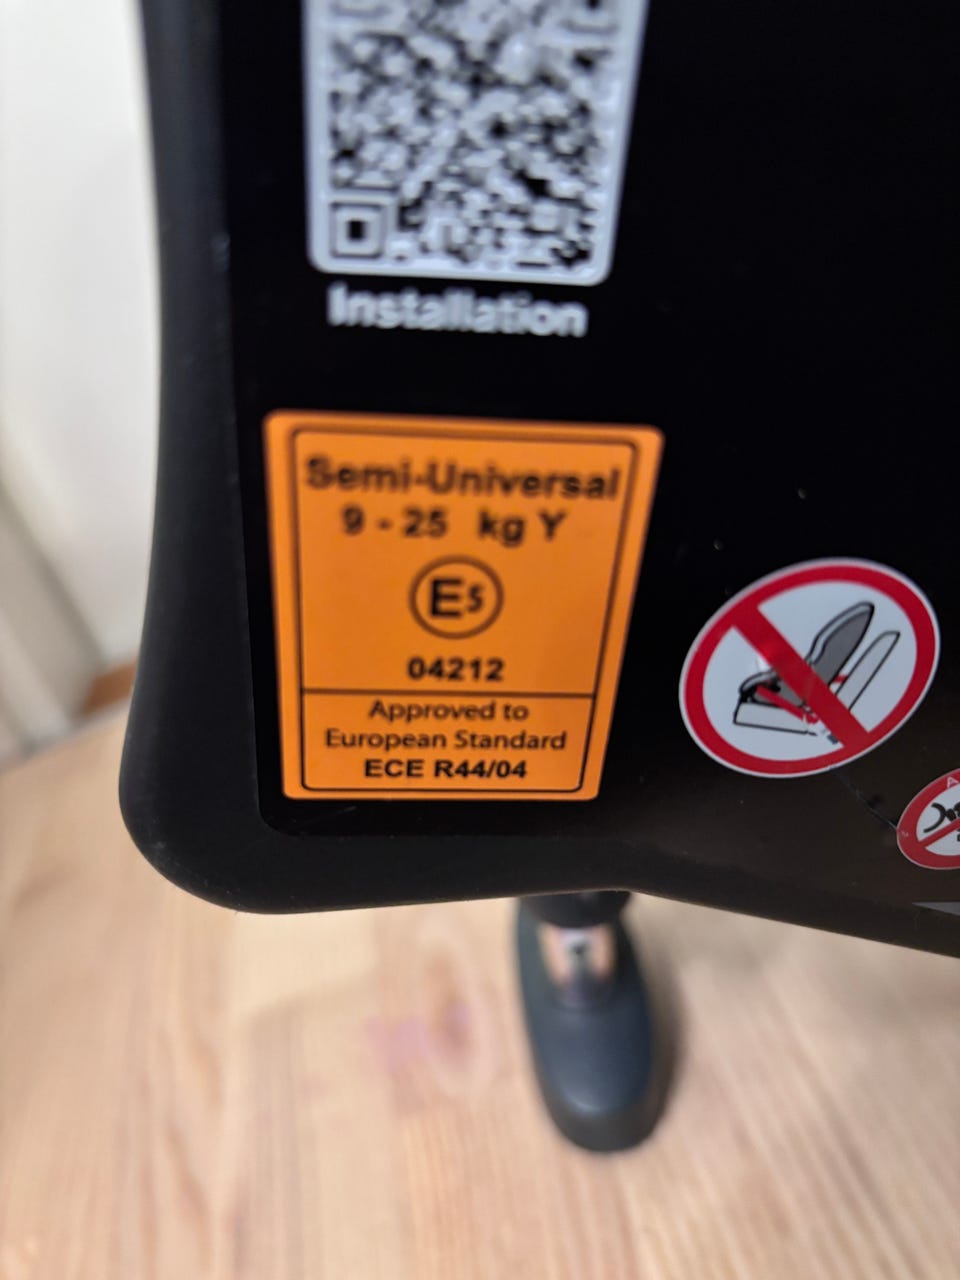 Installation
Semi-Universal
9 - 25 kg Y
E5
04212
Approved to
European Standard
ECE R44/04